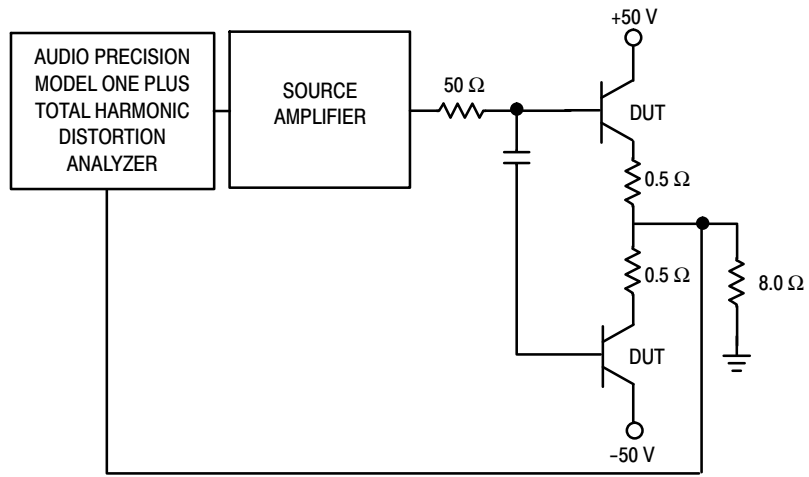 +50 V
AUDIO PRECISION
MODEL ONE PLUS
TOTAL HARMONIC
DISTORTION
ANALYZER
SOURCE
AMPLIFIER
50 Ω
DUT
0.5 Ω
0.5 Ω
8.0 Ω
DUT
-50 V